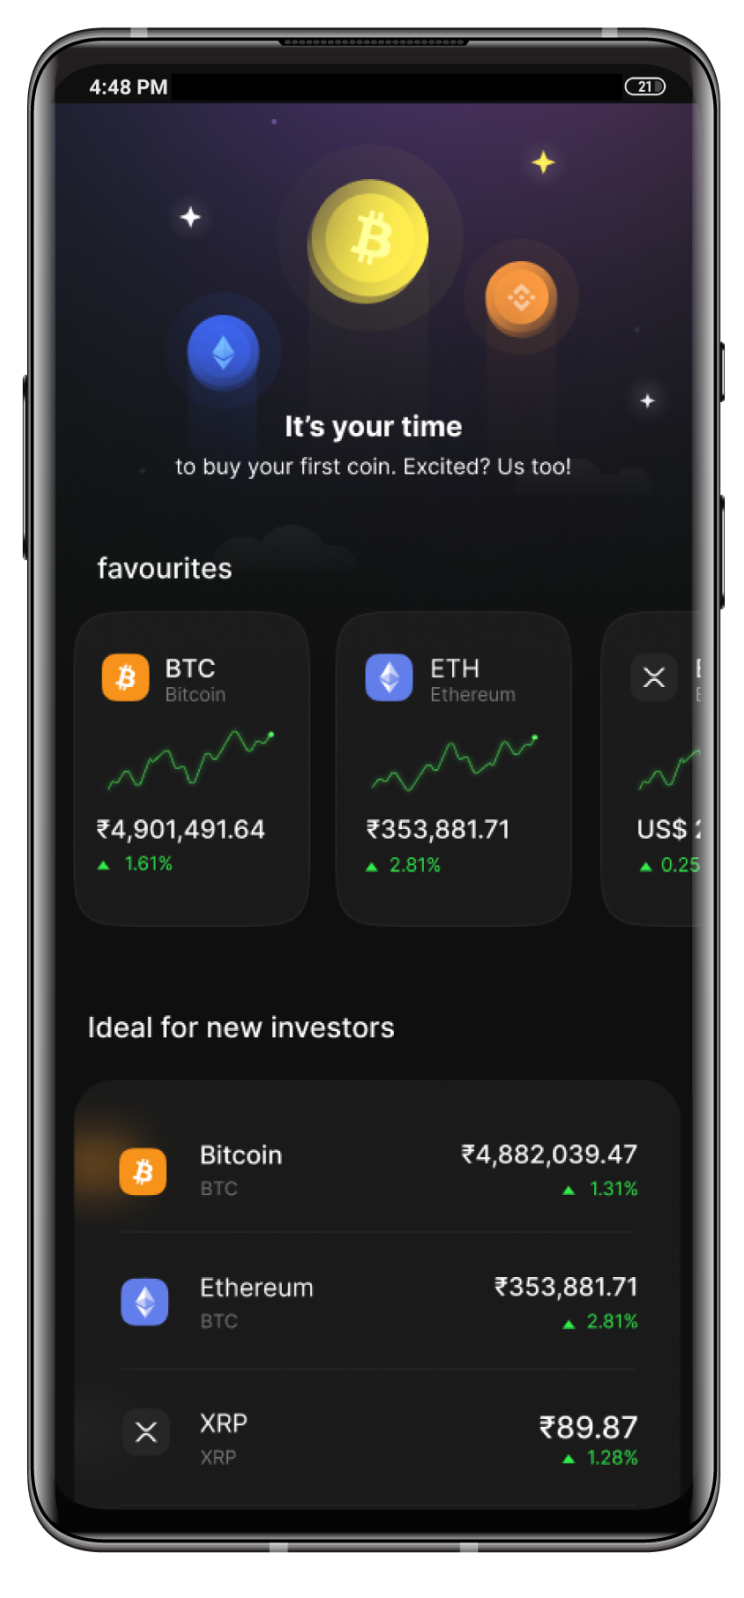 4:48 PM 21
It's your time
to buy your first coin. Excited? Us too!
favourites
BTC
Bitcoin
₹4,901,491.64
▲ 1.61%
ETH
Ethereum
₹353,881.71
▲ 2.81%
US$
▲ 0.25
Ideal for new investors
Bitcoin ₹4,882,039.47
BTC ▲ 1.31%
Ethereum ₹353,881.71
BTC ▲ 2.81%
XRP ₹89.87
XRP ▲ 1.28%